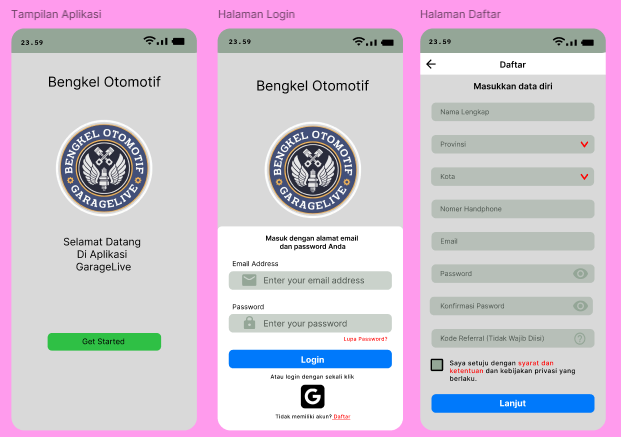 Tampilan Aplikasi
23.59
Bengkel Otomotif
BENGKEL OTOMOTIF
GARAGELIVE
Selamat Datang
Di Aplikasi
GarageLive
Get Started
Halaman Login
23.59
Bengkel Otomotif
BENGKEL OTOMOTIF
GARAGELIVE
Masuk dengan alamat email
dan password Anda
Email Address
Enter your email address
Password
Enter your password
Lupa Password?
Login
Atau login dengan sekali klik
G
Tidak memiliki akun? Daftar
Halaman Daftar
23.59
Daftar
Masukkan data diri
Nama Lengkap
Provinsi
Kota
Nomer Handphone
Email
Password
Konfirmasi Pasword
Kode Referral (Tidak Wajib Diisi)
Saya setuju dengan syarat dan
ketentuan dan kebijakan privasi yang
berlaku.
Lanjut